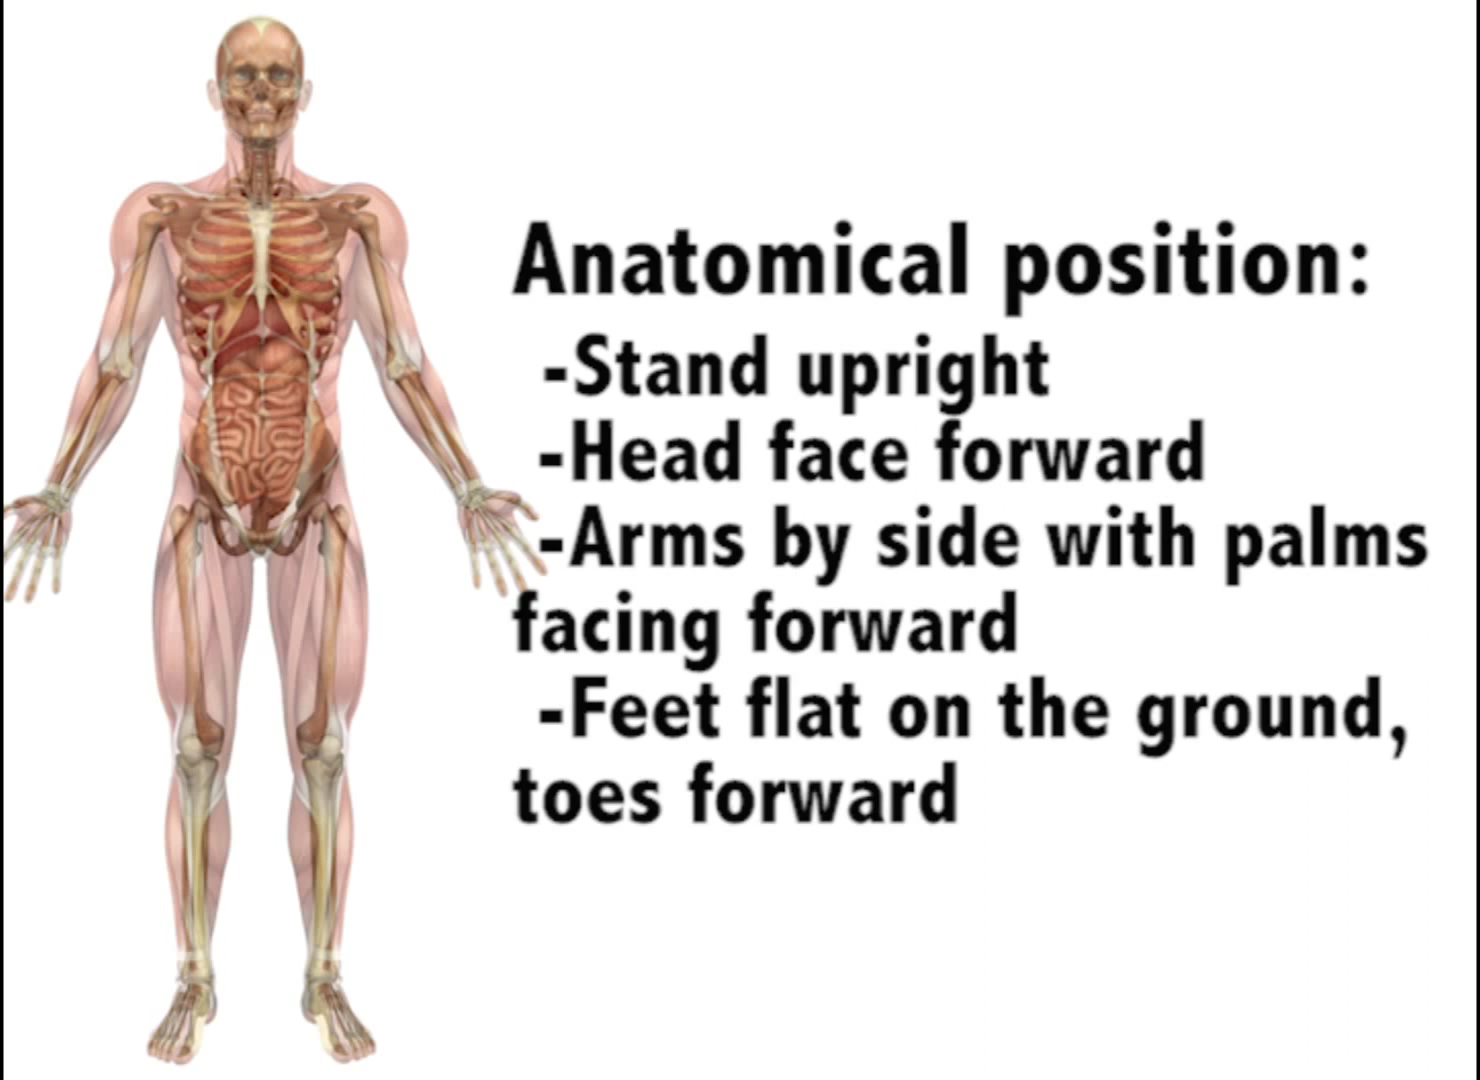 Anatomical position:
-Stand upright
-Head face forward
-Arms by side with palms
facing forward
-Feet flat on the ground,
toes forward